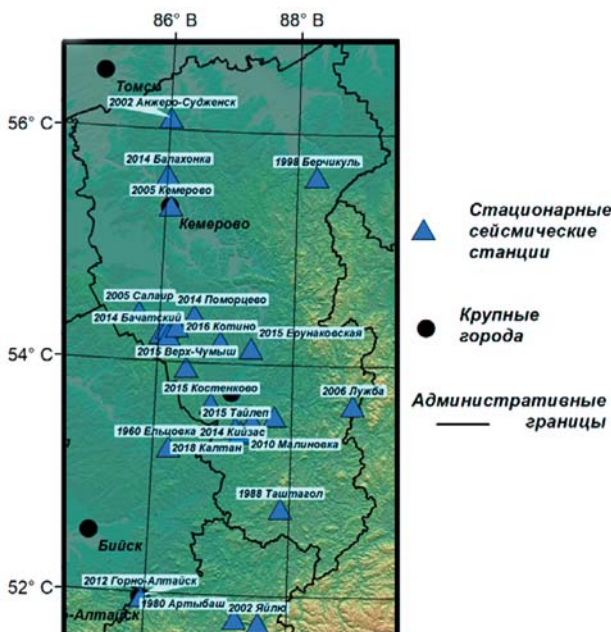 86° В
88° В
Томск
2002 Анжеро-Судженск
56° С
2014 Балахонка
1998 Берчикуль
2005 Кемерово
Кемерово
Стационарные
сейсмические
станции
2005 Салаир
2014 Поморцево
2014 Бачатский
2016 Котино
2015 Ерунаковская
Крупные
города
54° С
2015 Верх-Чумыш
2015 Костенково
2006 Лужба
Административные
границы
2015 Тайлеп
1960 Ельцовка
2014 Кийзас
2018 Калтан
2010 Малиновка
1988 Таштагол
Бийск
52° С
2012 Горно-Алтайск
о-Алтайск
1980 Артыбаш
2002 Яйлю